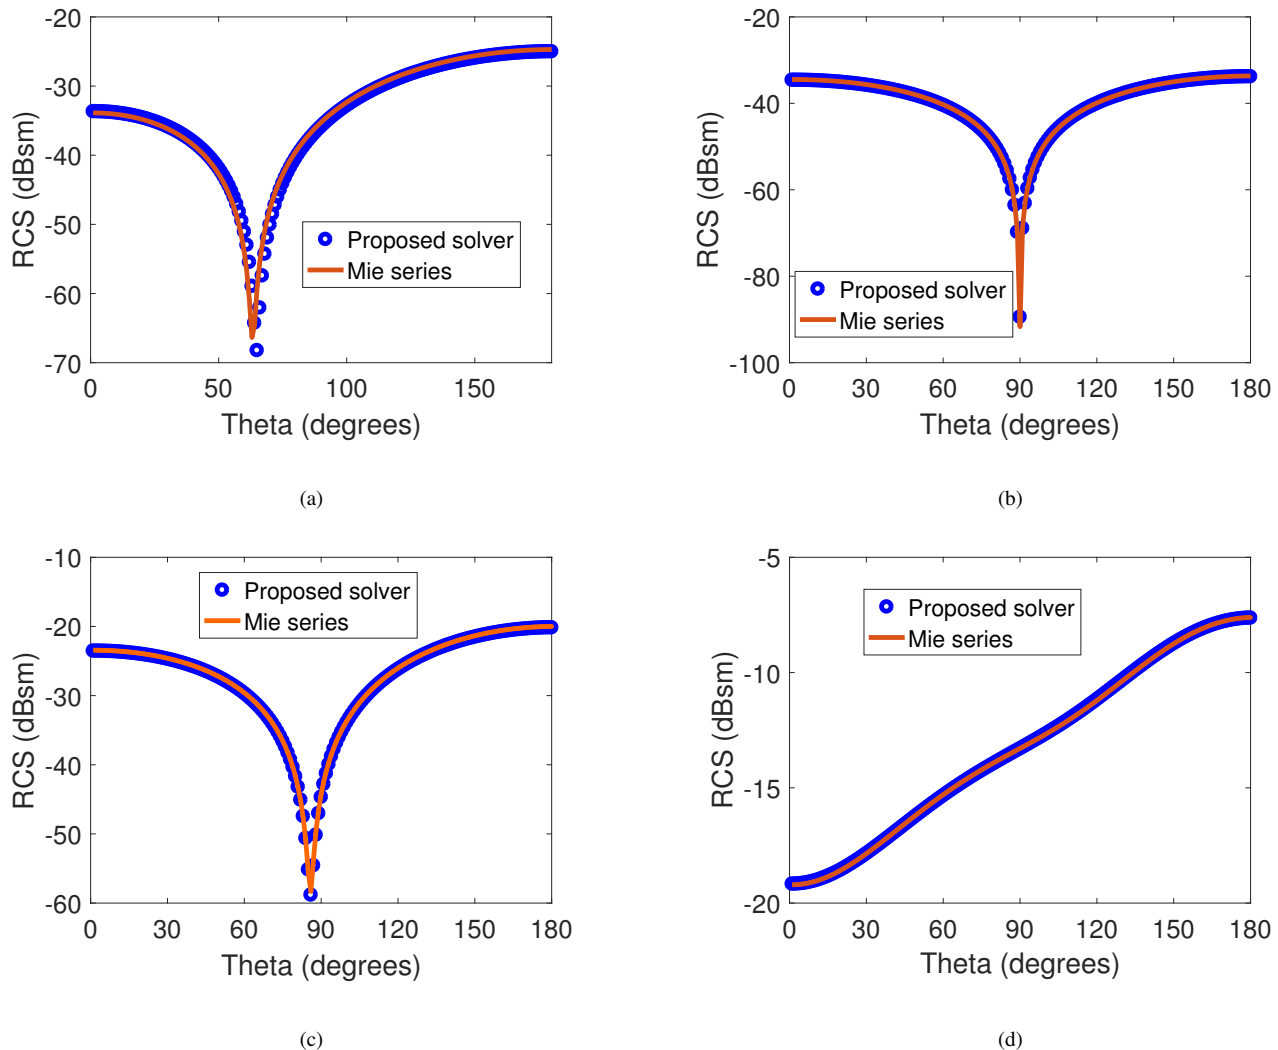 -20
-30
-40
-50
-60
-70
RCS (dBsm)
Proposed solver
Mie series
0 50 100 150
Theta (degrees)
(a)
-20
-40
-60
-80
-100
RCS (dBsm)
Proposed solver
Mie series
0 30 60 90 120 150 180
Theta (degrees)
(b)
-10
-20
-30
-40
-50
-60
RCS (dBsm)
Proposed solver
Mie series
0 30 60 90 120 150 180
Theta (degrees)
(c)
-5
-10
-15
-20
RCS (dBsm)
Proposed solver
Mie series
0 30 60 90 120 150 180
Theta (degrees)
(d)